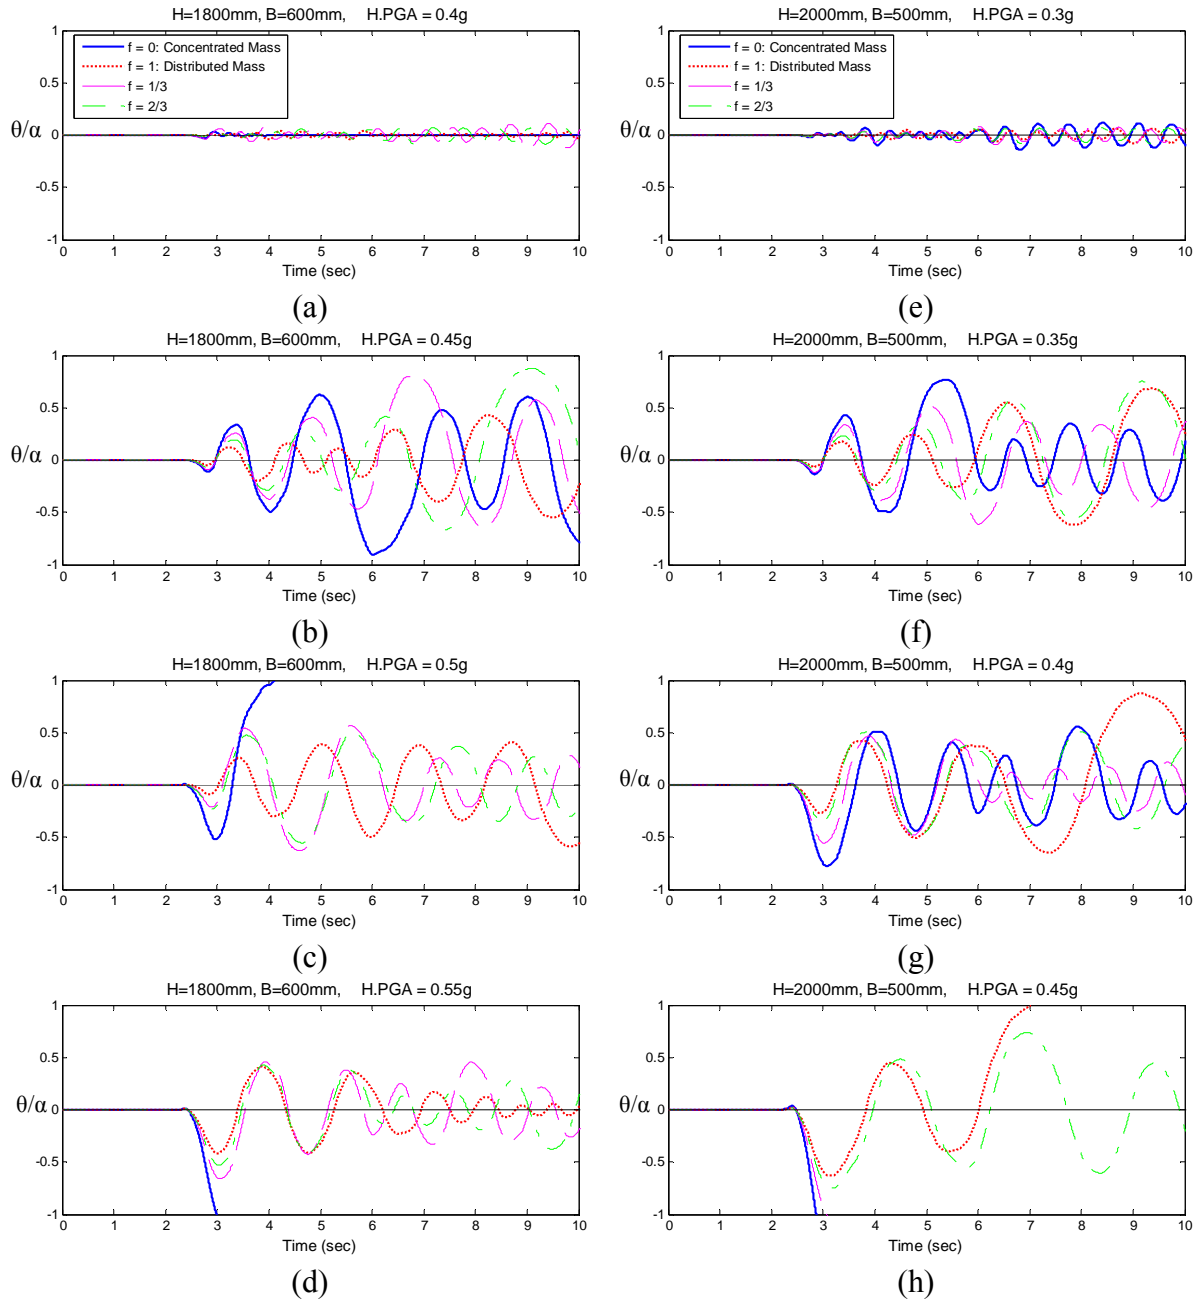 H=1800mm, B=600mm, H.PGA = 0.4g
f = 0: Concentrated Mass
f = 1: Distributed Mass
f = 1/3
f = 2/3
1
0.5
θ/α
0
-0.5
-1
0 1 2 3 4 5 6 7 8 9 10
Time (sec)
(a)
H=2000mm, B=500mm, H.PGA = 0.3g
f = 0: Concentrated Mass
f = 1: Distributed Mass
f = 1/3
f = 2/3
1
0.5
θ/α
0
-0.5
-1
0 1 2 3 4 5 6 7 8 9 10
Time (sec)
(e)
H=1800mm, B=600mm, H.PGA = 0.45g
1
0.5
θ/α
0
-0.5
-1
0 1 2 3 4 5 6 7 8 9 10
Time (sec)
(b)
H=2000mm, B=500mm, H.PGA = 0.35g
1
0.5
θ/α
0
-0.5
-1
0 1 2 3 4 5 6 7 8 9 10
Time (sec)
(f)
H=1800mm, B=600mm, H.PGA = 0.5g
1
0.5
θ/α
0
-0.5
-1
0 1 2 3 4 5 6 7 8 9 10
Time (sec)
(c)
H=2000mm, B=500mm, H.PGA = 0.4g
1
0.5
θ/α
0
-0.5
-1
0 1 2 3 4 5 6 7 8 9 10
Time (sec)
(g)
H=1800mm, B=600mm, H.PGA = 0.55g
1
0.5
θ/α
0
-0.5
-1
0 1 2 3 4 5 6 7 8 9 10
Time (sec)
(d)
H=2000mm, B=500mm, H.PGA = 0.45g
1
0.5
θ/α
0
-0.5
-1
0 1 2 3 4 5 6 7 8 9 10
Time (sec)
(h)